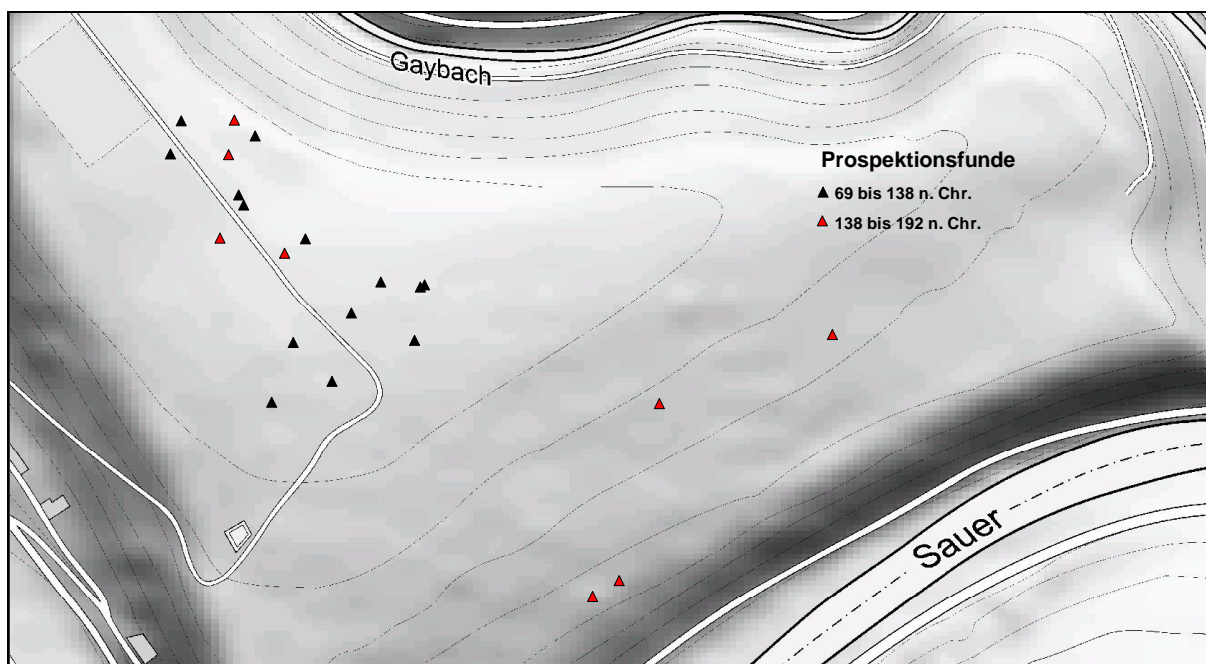 Gaybach
Prospektionsfunde
69 bis 138 n. Chr.
138 bis 192 n. Chr.
Sauer